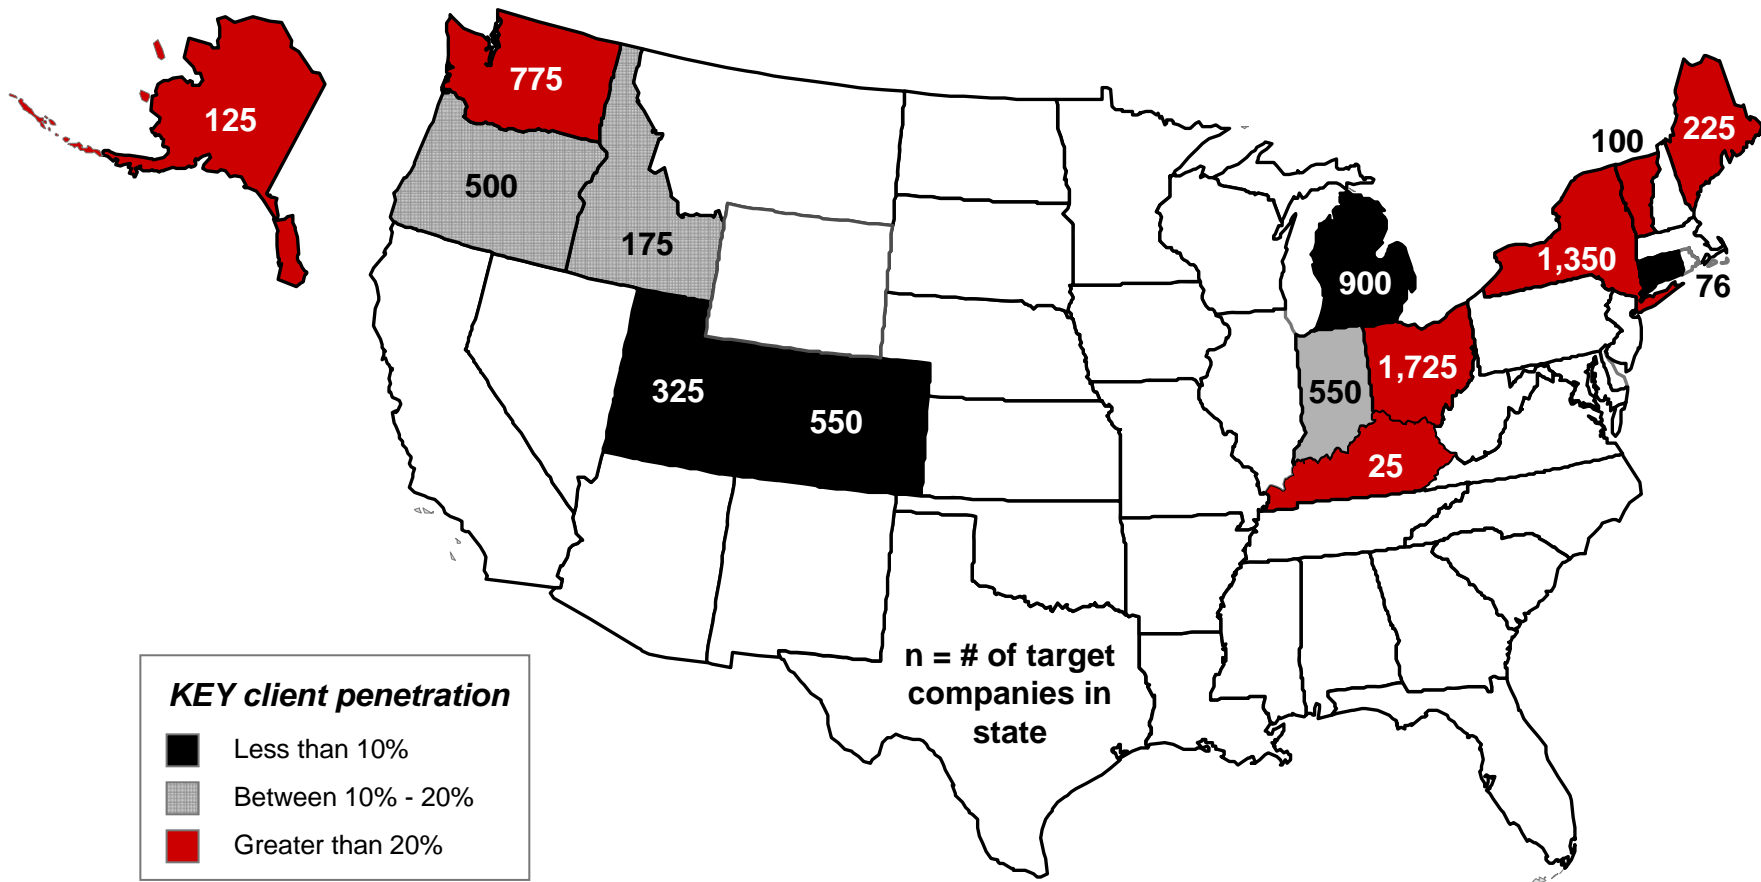 775
125
100
225
500
175
1,350
900
76
325
550
550
1,725
25
n = # of target
companies in
state
KEY client penetration
Less than 10%
Between 10% - 20%
Greater than 20%